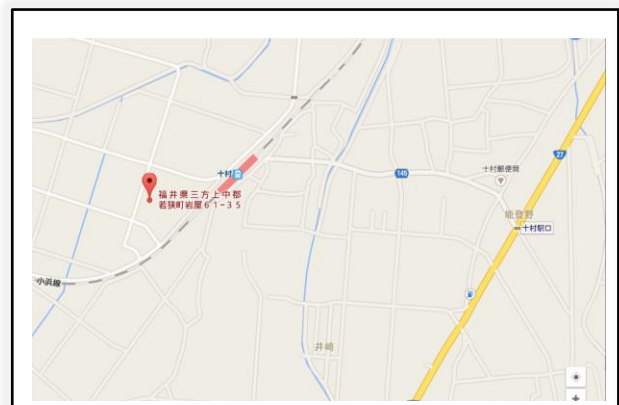 27
十村
145
十村郵便局
福井県三方上中郡
若狭町岩屋61-35
能登野
十村駅口
小浜線
井崎